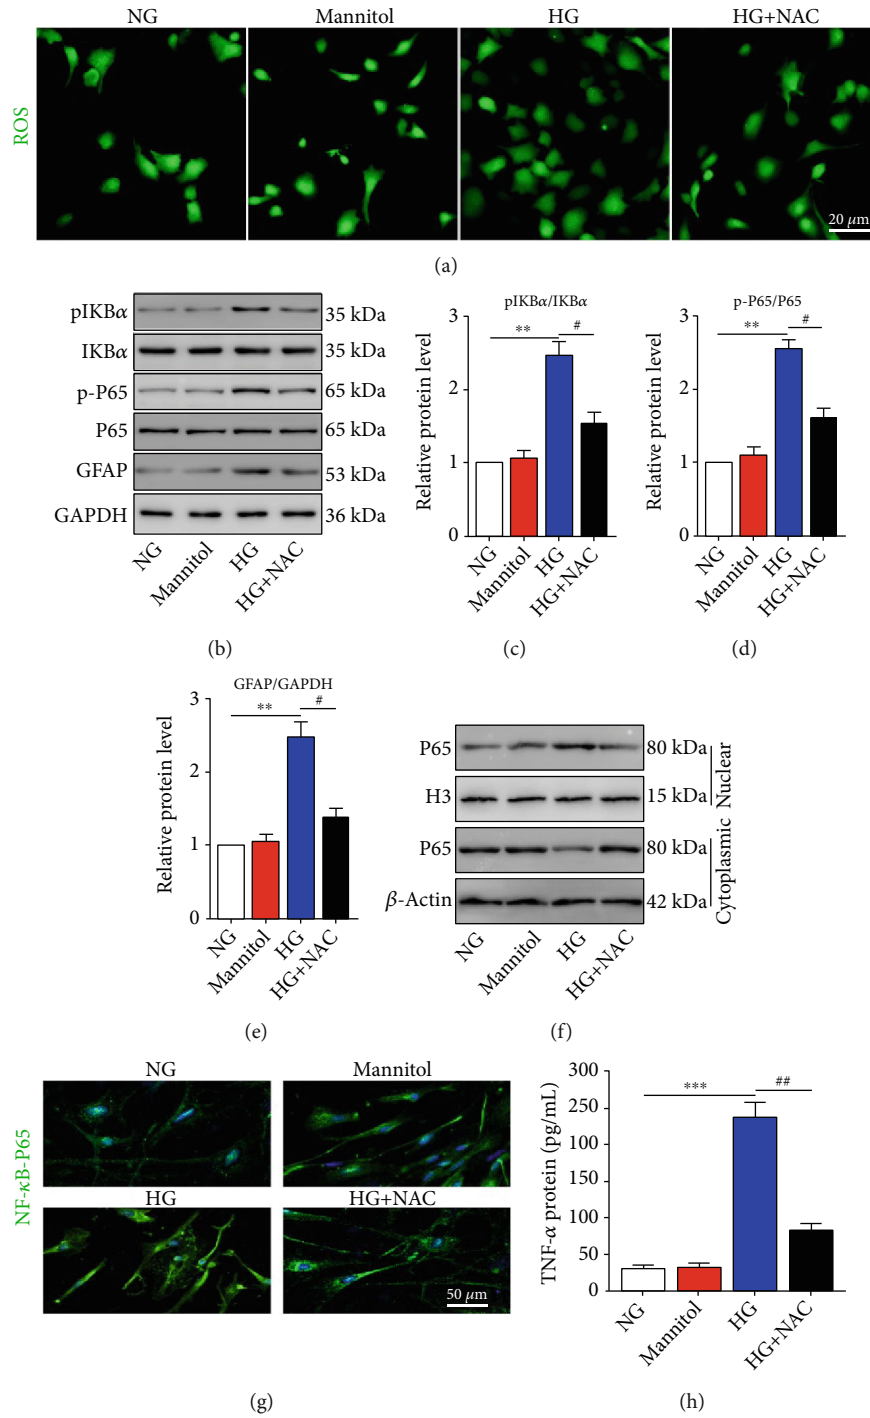 NG Mannitol HG HG+NAC
ROS
20 μm
(a)
pIKBα 35 kDa
IKBα 35 kDa
p-P65 65 kDa
P65 65 kDa
GFAP 53 kDa
GAPDH 36 kDa
NG Mannitol HG HG+NAC
(b)
pIKBα/IKBα
Relative protein level
3
2
1
0
** #
NG Mannitol HG HG+NAC
(c)
p-P65/P65
Relative protein level
3
2
1
0
** #
NG Mannitol HG HG+NAC
(d)
GFAP/GAPDH
Relative protein level
3
2
1
0
** #
NG Mannitol HG HG+NAC
(e)
P65 80 kDa
H3 15 kDa
Nuclear
P65 80 kDa
β-Actin 42 kDa
Cytoplasmic
NG Mannitol HG HG+NAC
(f)
NG Mannitol
HG HG+NAC
NF-κB-P65
50 μm
(g)
TNF-α protein (pg/mL)
300
250
100
150
100
50
0
*** ##
NG Mannitol HG HG+NAC
(h)